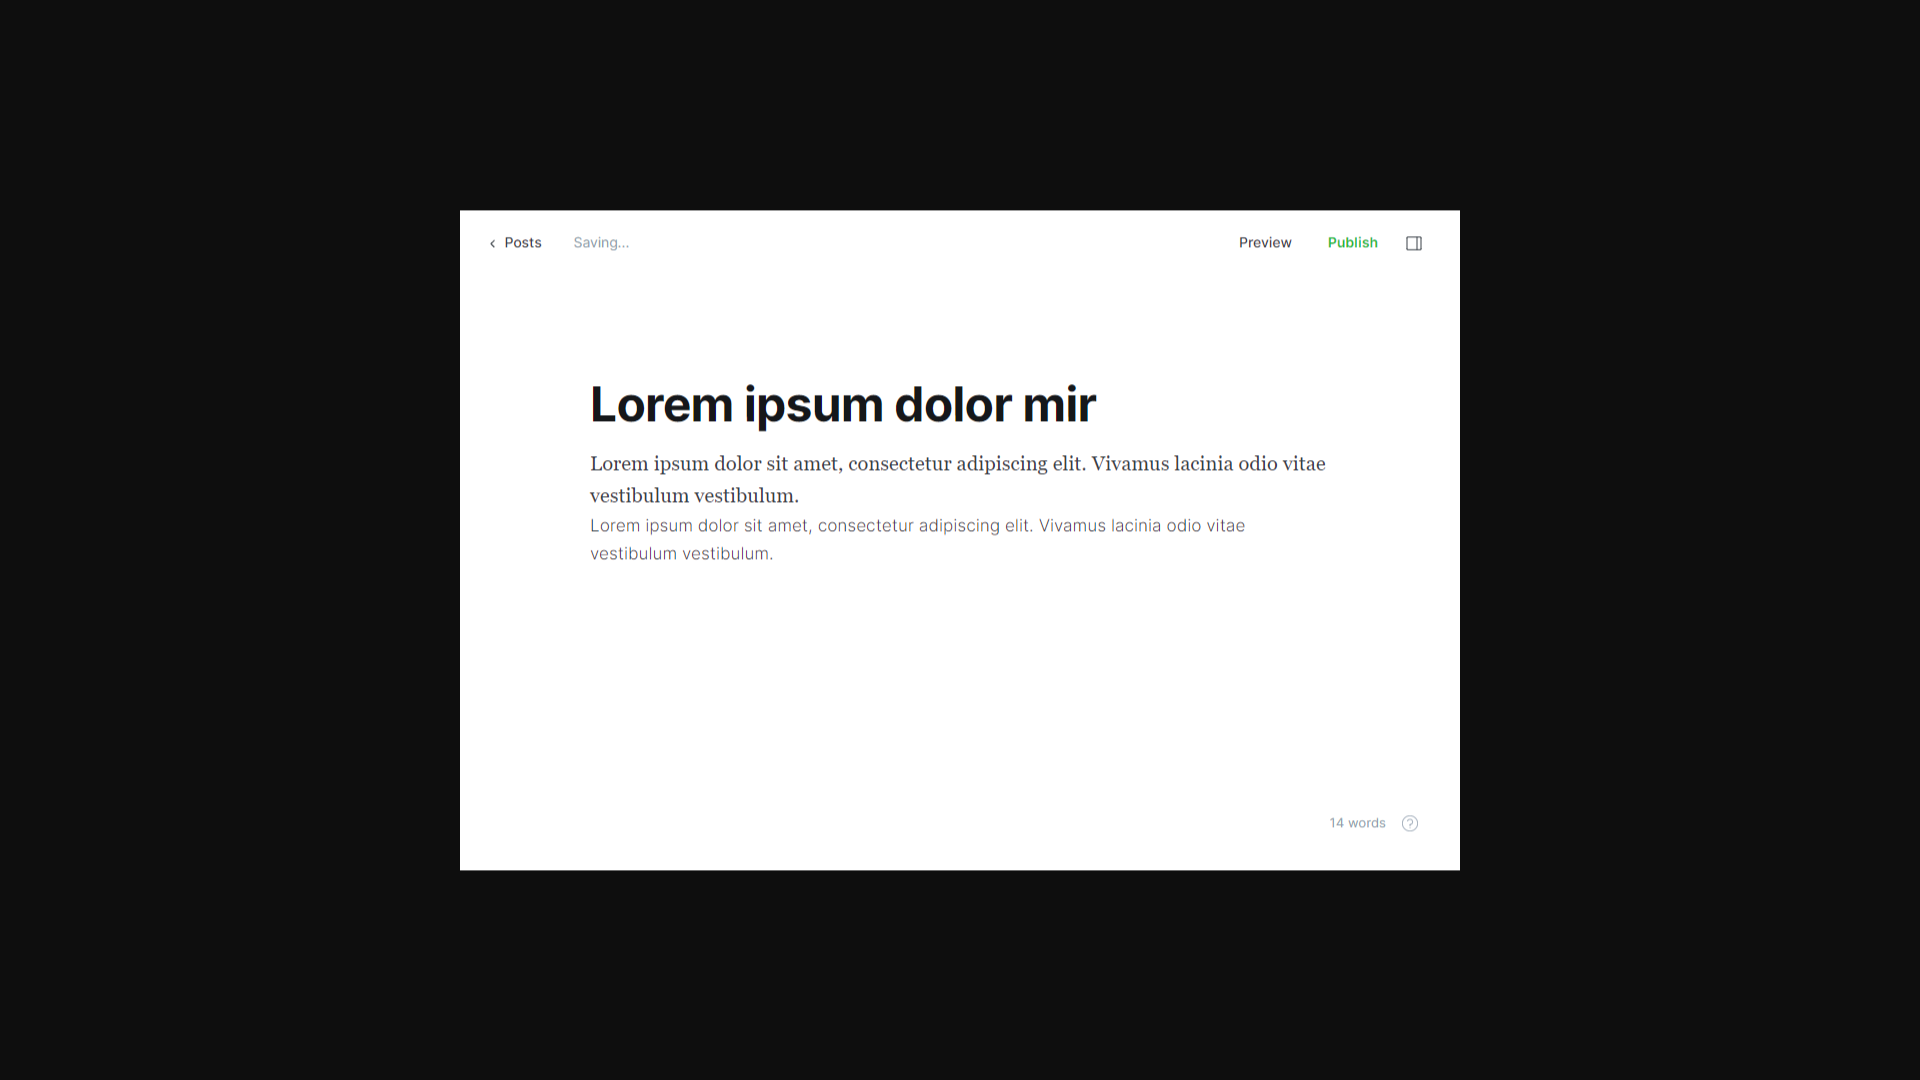 Posts
Saving...
Preview
Publish
Lorem ipsum dolor mir
Lorem ipsum dolor sit amet, consectetur adipiscing elit. Vivamus lacinia odio vitae
vestibulum vestibulum.
Lorem ipsum dolor sit amet, consectetur adipiscing elit. Vivamus lacinia odio vitae
vestibulum vestibulum.
14 words
?